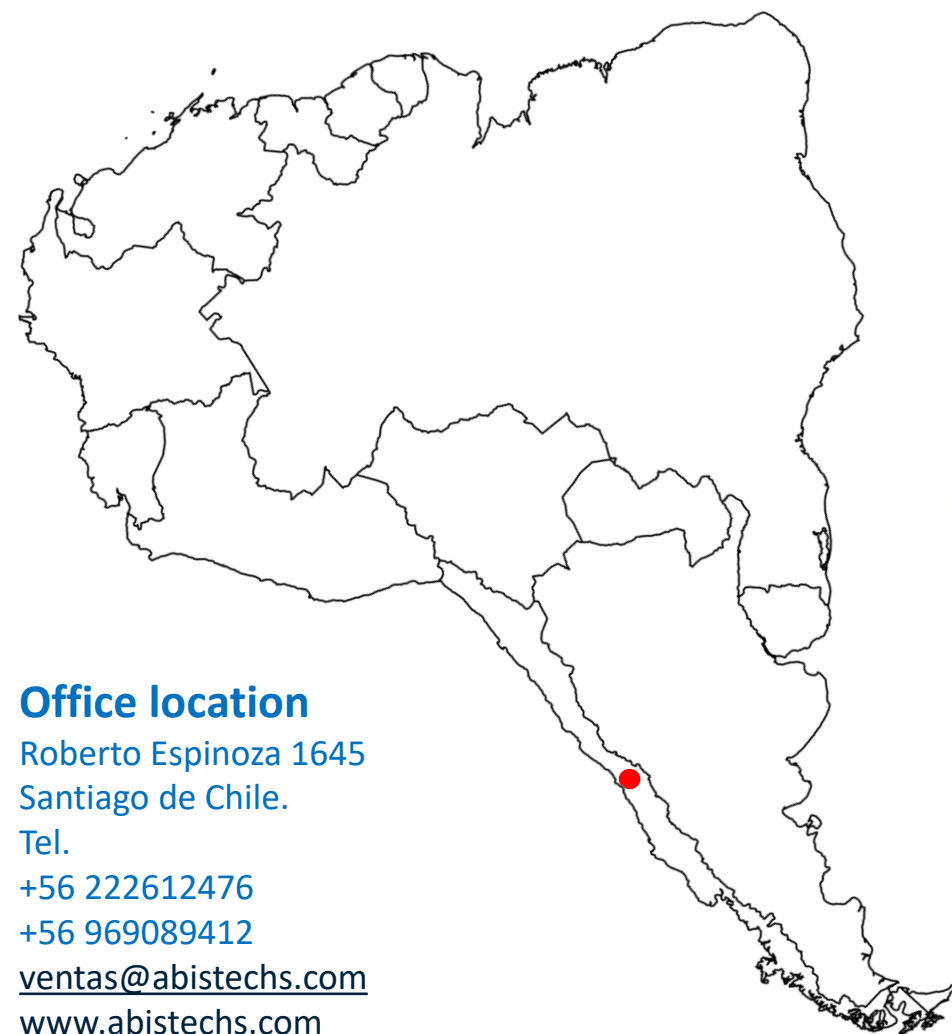 Office location
Roberto Espinoza 1645
Santiago de Chile.
Tel.
+56 222612476
+56 969089412
ventas@abistechs.com
www.abistechs.com